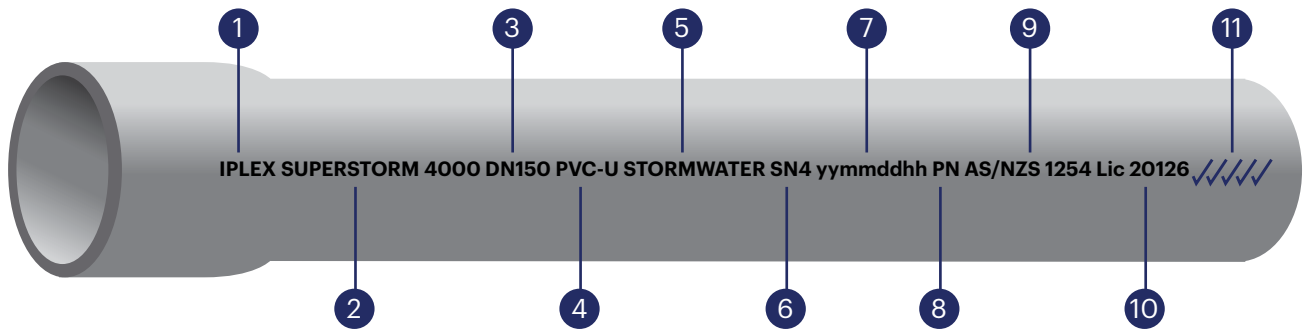 1 3 5 7 9 11
IPLEX SUPERSTORM 4000 DN150 PVC-U STORMWATER SN4 yymmddhh PN AS/NZS 1254 Lic 20126
2 4 6 8 10